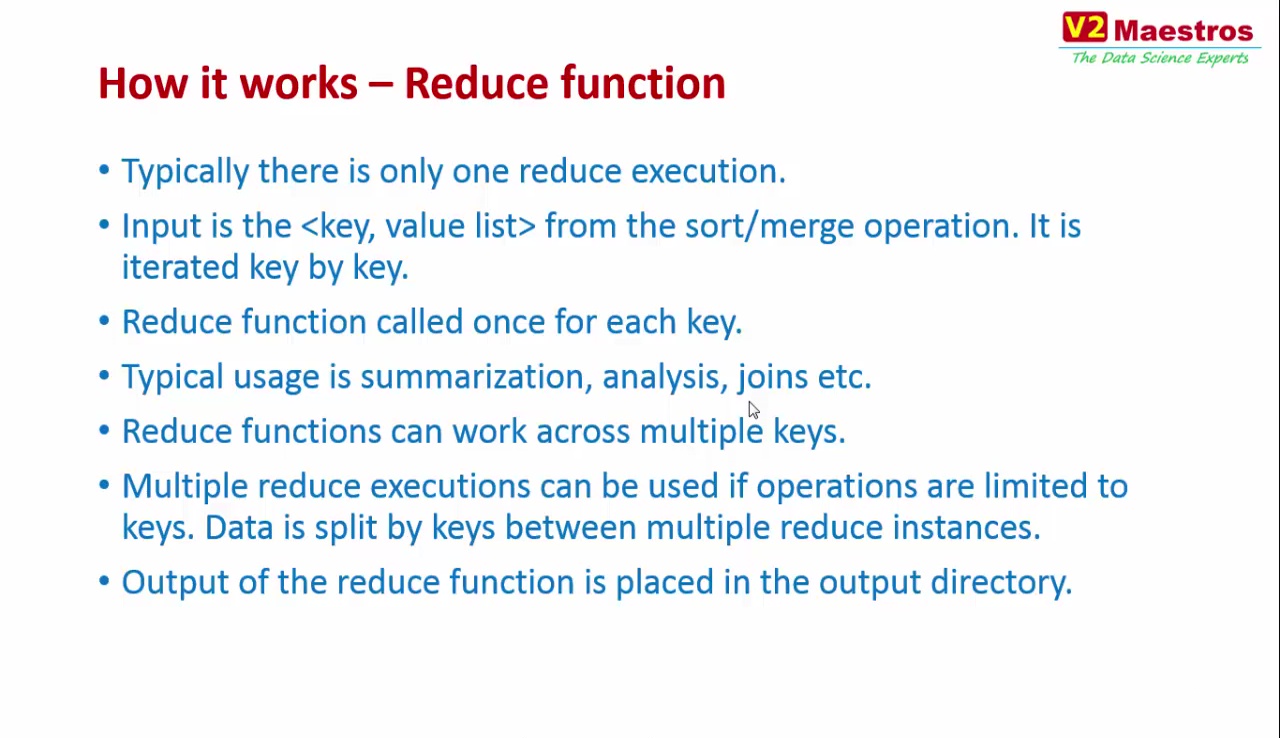 V2 Maestros
The Data Science Experts
How it works – Reduce function
• Typically there is only one reduce execution.
• Input is the <key, value list> from the sort/merge operation. It is
iterated key by key.
• Reduce function called once for each key.
• Typical usage is summarization, analysis, joins etc.
• Reduce functions can work across multiple keys.
• Multiple reduce executions can be used if operations are limited to
keys. Data is split by keys between multiple reduce instances.
• Output of the reduce function is placed in the output directory.